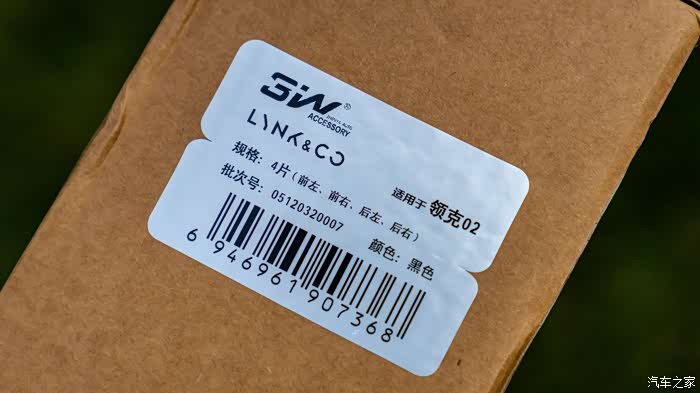 3W®
ZHENYA AUTO
ACCESSORY
LYNK&CO
适用于 领克02
规格：4片（前左、前右、后左、后右）
批次号：05120320007
颜色：黑色
6 946961 907368
汽车之家